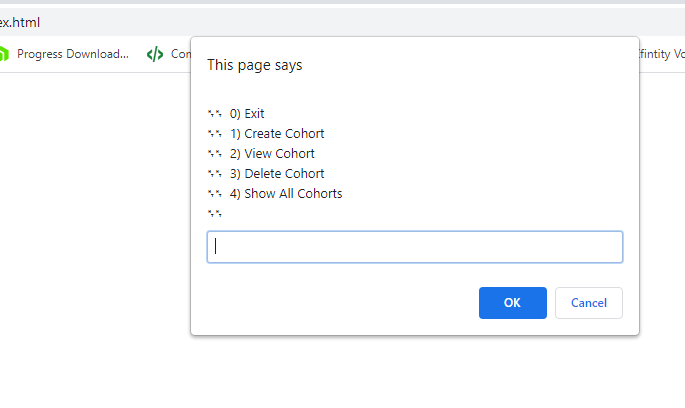 ex.html
Progress Download...
Con
This page says
0) Exit
1) Create Cohort
2) View Cohort
3) Delete Cohort
4) Show All Cohorts
OK
Cancel
ffintity Vo